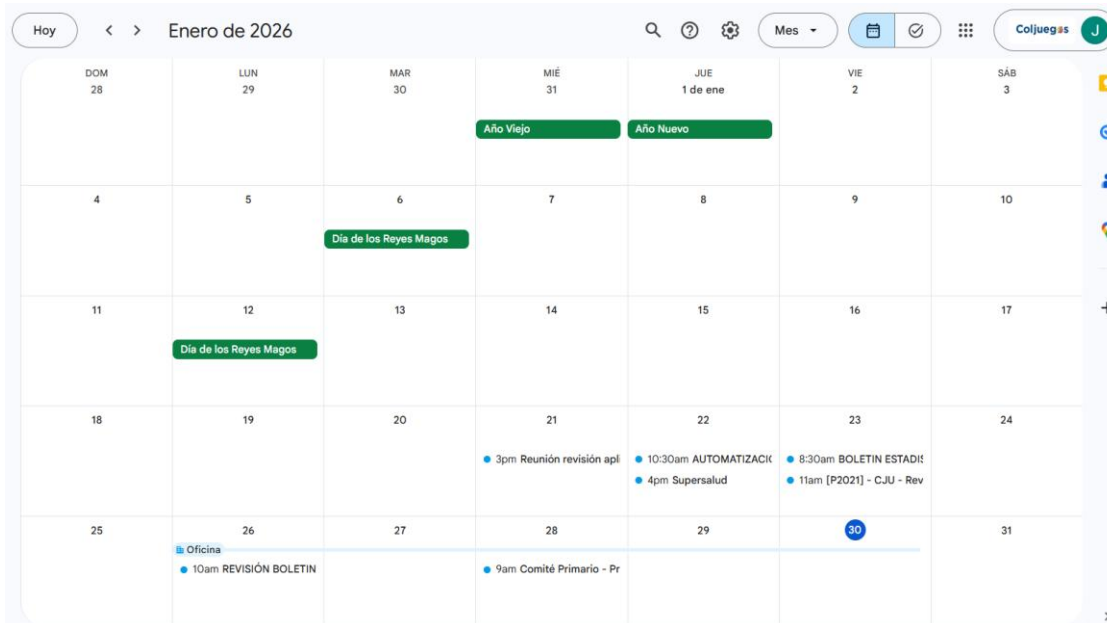 Hoy
Enero de 2026
Mes
Coljuegos
J
DOM LUN MAR MIÉ JUE VIE SÁB
28 29 30 31 1 de ene 2 3
Año Viejo Año Nuevo
4 5 6 7 8 9 10
Día de los Reyes Magos
11 12 13 14 15 16 17
Día de los Reyes Magos
18 19 20 21 22 23 24
3pm Reunión revisión apli 10:30am AUTOMATIZACI 8:30am BOLETIN ESTADIS
4pm Supersalud 11am [P2021] - CJU - Rev
25 26 27 28 29 30 31
Oficina
10am REVISIÓN BOLETIN 9am Comité Primario - Pr